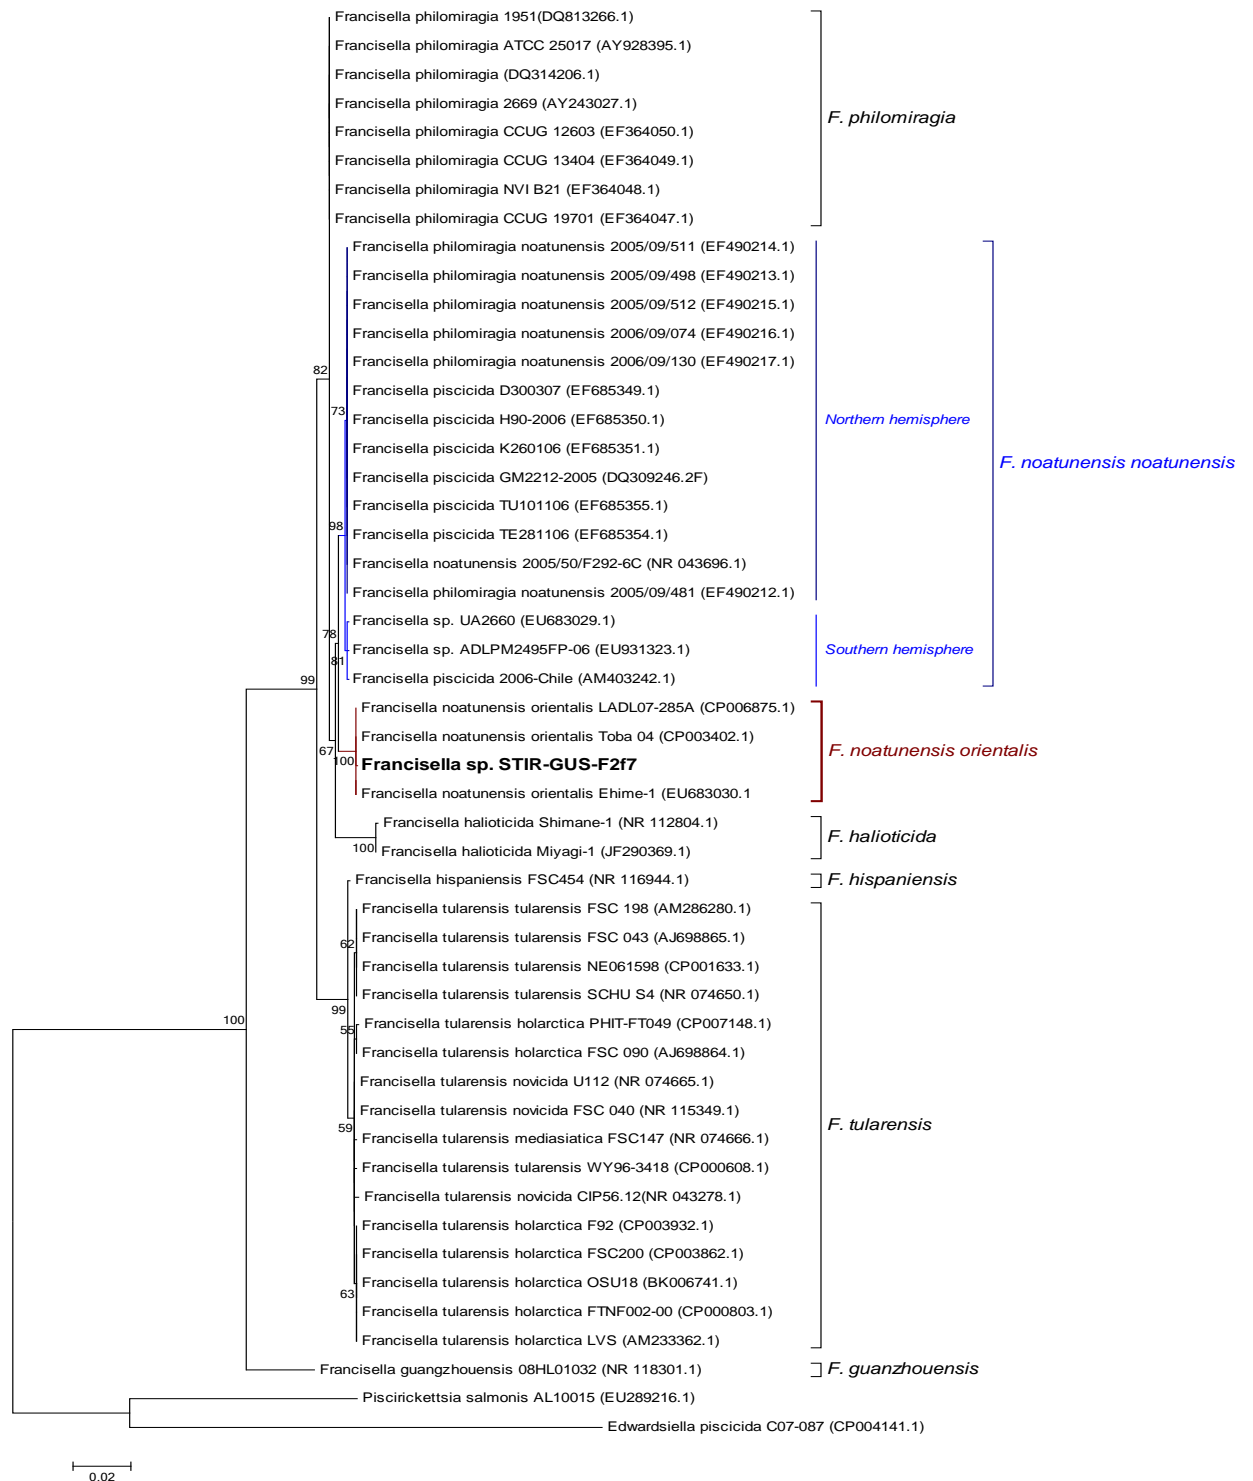 Francisella philomiragia 1951(DQ813266.1)
Francisella philomiragia ATCC 25017 (AY928395.1)
Francisella philomiragia (DQ314206.1)
Francisella philomiragia 2669 (AY243027.1)
F. philomiragia
Francisella philomiragia CCUG 12603 (EF364050.1)
Francisella philomiragia CCUG 13404 (EF364049.1)
Francisella philomiragia NVI B21 (EF364048.1)
Francisella philomiragia CCUG 19701 (EF364047.1)
Francisella philomiragia noatunensis 2005/09/511 (EF490214.1)
Francisella philomiragia noatunensis 2005/09/498 (EF490213.1)
Francisella philomiragia noatunensis 2005/09/512 (EF490215.1)
Francisella philomiragia noatunensis 2006/09/074 (EF490216.1)
Francisella philomiragia noatunensis 2006/09/130 (EF490217.1)
82
Francisella piscicida D300307 (EF685349.1)
73
Francisella piscicida H90-2006 (EF685350.1)
Northern hemisphere
Francisella piscicida K260106 (EF685351.1)
F. noatunensis noatunensis
Francisella piscicida GM2212-2005 (DQ309246.2F)
Francisella piscicida TU101106 (EF685355.1)
98
Francisella piscicida TE281106 (EF685354.1)
Francisella noatunensis 2005/50/F292-6C (NR 043696.1)
Francisella philomiragia noatunensis 2005/09/481 (EF490212.1)
Francisella sp. UA2660 (EU683029.1)
78
Francisella sp. ADLPM2495FP-06 (EU931323.1)
Southern hemisphere
81
Francisella piscicida 2006-Chile (AM403242.1)
99
Francisella noatunensis orientalis LADL07-285A (CP006875.1)
Francisella noatunensis orientalis Toba 04 (CP003402.1)
67
F. noatunensis orientalis
100
Francisella sp. STIR-GUS-F2f7
Francisella noatunensis orientalis Ehime-1 (EU683030.1
Francisella halioticida Shimane-1 (NR 112804.1)
F. halioticida
100
Francisella halioticida Miyagi-1 (JF290369.1)
Francisella hispaniensis FSC454 (NR 116944.1)
F. hispaniensis
Francisella tularensis tularensis FSC 198 (AM286280.1)
Francisella tularensis tularensis FSC 043 (AJ698865.1)
62
Francisella tularensis tularensis NE061598 (CP001633.1)
Francisella tularensis tularensis SCHU S4 (NR 074650.1)
99
100
Francisella tularensis holarctica PHIT-FT049 (CP007148.1)
55
Francisella tularensis holarctica FSC 090 (AJ698864.1)
Francisella tularensis novicida U112 (NR 074665.1)
Francisella tularensis novicida FSC 040 (NR 115349.1)
F. tularensis
59
Francisella tularensis mediasiatica FSC147 (NR 074666.1)
Francisella tularensis tularensis WY96-3418 (CP000608.1)
Francisella tularensis novicida CIP56.12(NR 043278.1)
Francisella tularensis holarctica F92 (CP003932.1)
Francisella tularensis holarctica FSC200 (CP003862.1)
Francisella tularensis holarctica OSU18 (BK006741.1)
63
Francisella tularensis holarctica FTNF002-00 (CP000803.1)
Francisella tularensis holarctica LVS (AM233362.1)
Francisella guangzhouensis 08HL01032 (NR 118301.1)
F. guanzhouensis
Piscirickettsia salmonis AL10015 (EU289216.1)
Edwardsiella piscicida C07-087 (CP004141.1)
0.02